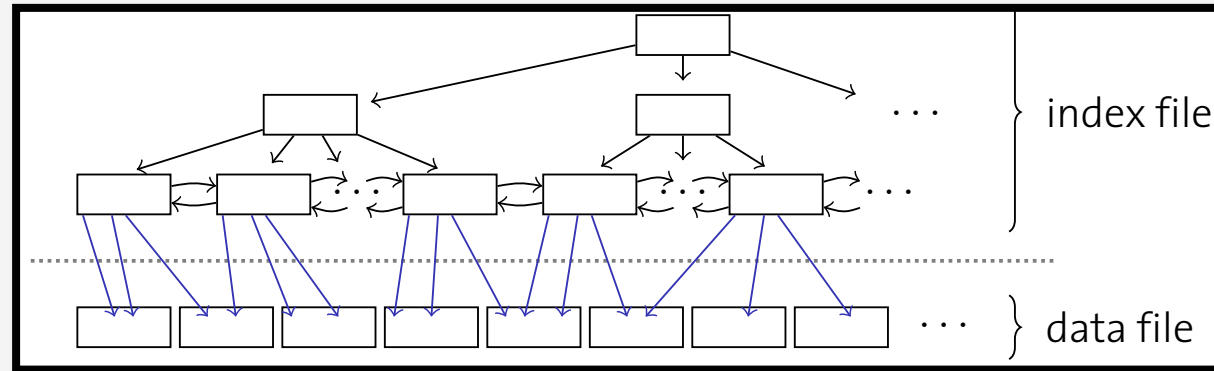 . . .
index file
. . . . . . . . .
data file
. . .